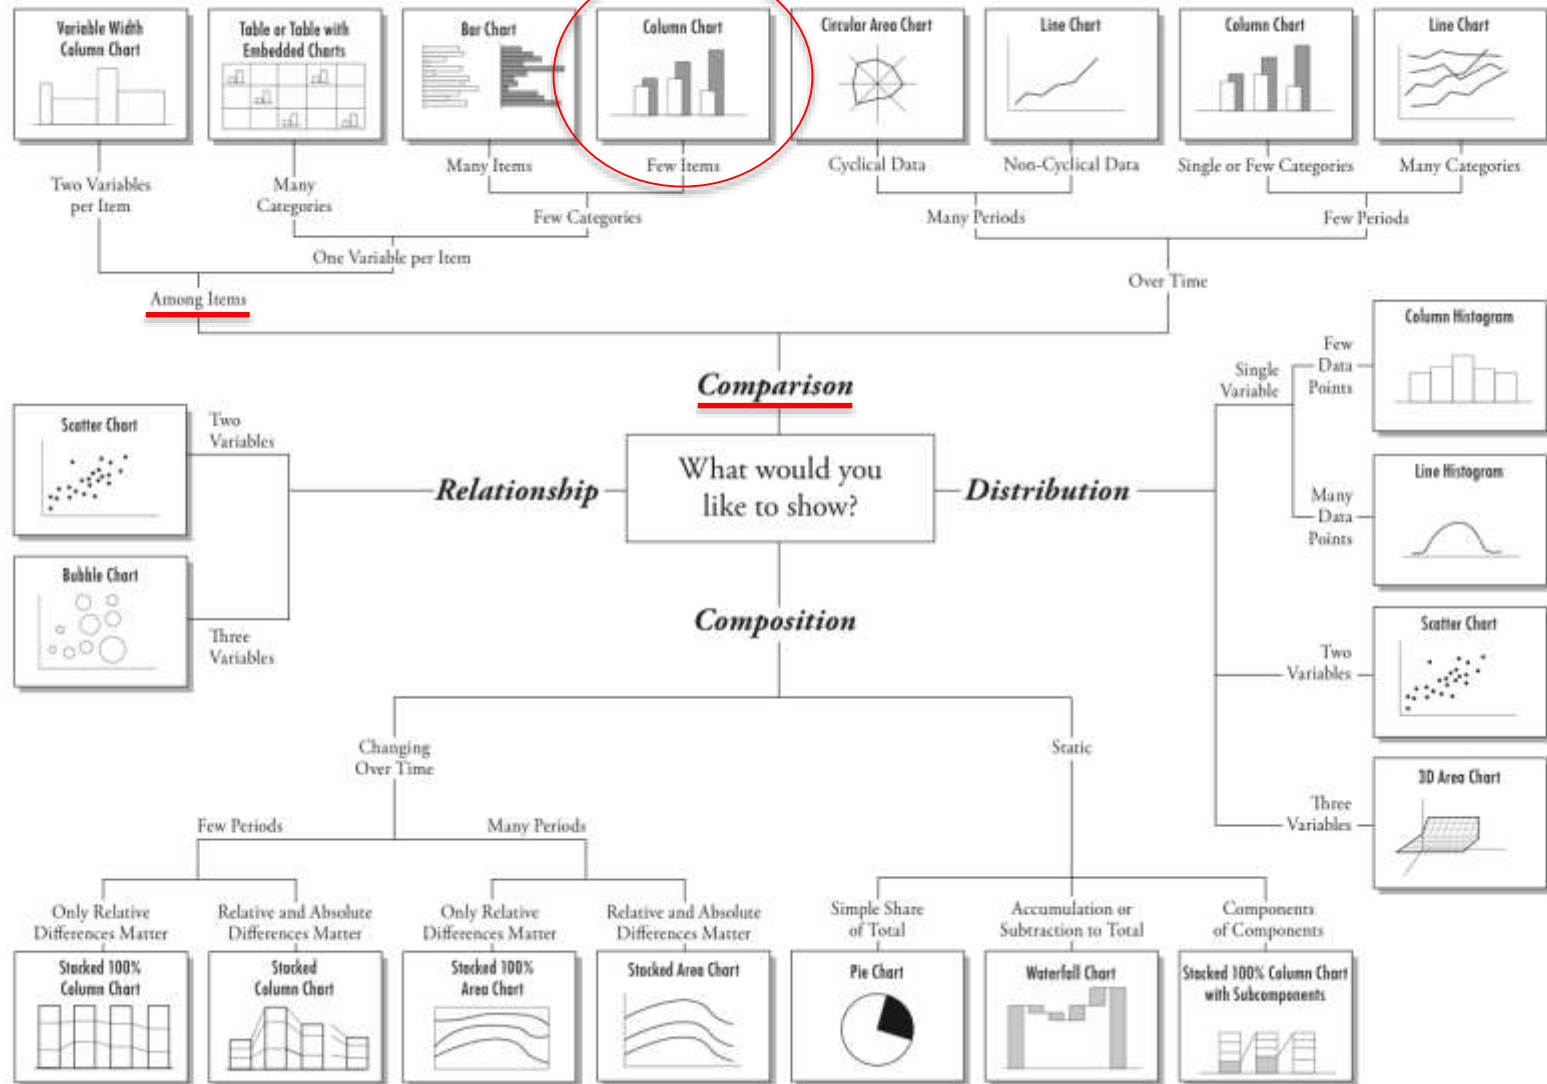 Variable Width
Column Chart
Table or Table with
Embedded Charts
Bar Chart
Column Chart
Circular Area Chart
Line Chart
Column Chart
Line Chart
Two Variables
per Item
Many
Categories
Many Items
Few Items
Cyclical Data
Non-Cyclical Data
Single or Few Categories
Many Categories
Few Categories
Many Periods
Few Periods
One Variable per Item
Over Time
Among Items
Comparison
What would you
like to show?
Relationship
Two
Variables
Scatter Chart
Three
Variables
Bubble Chart
Distribution
Single
Variable
Few
Data
Points
Column Histogram
Many
Data
Points
Line Histogram
Two
Variables
Scatter Chart
Three
Variables
3D Area Chart
Composition
Changing
Over Time
Static
Few Periods
Many Periods
Only Relative
Differences Matter
Relative and Absolute
Differences Matter
Only Relative
Differences Matter
Relative and Absolute
Differences Matter
Simple Share
of Total
Accumulation or
Subtraction to Total
Components
of Components
Stacked 100%
Column Chart
Stacked
Column Chart
Stacked 100%
Area Chart
Stacked Area Chart
Pie Chart
Waterfall Chart
Stacked 100% Column Chart
with Subcomponents